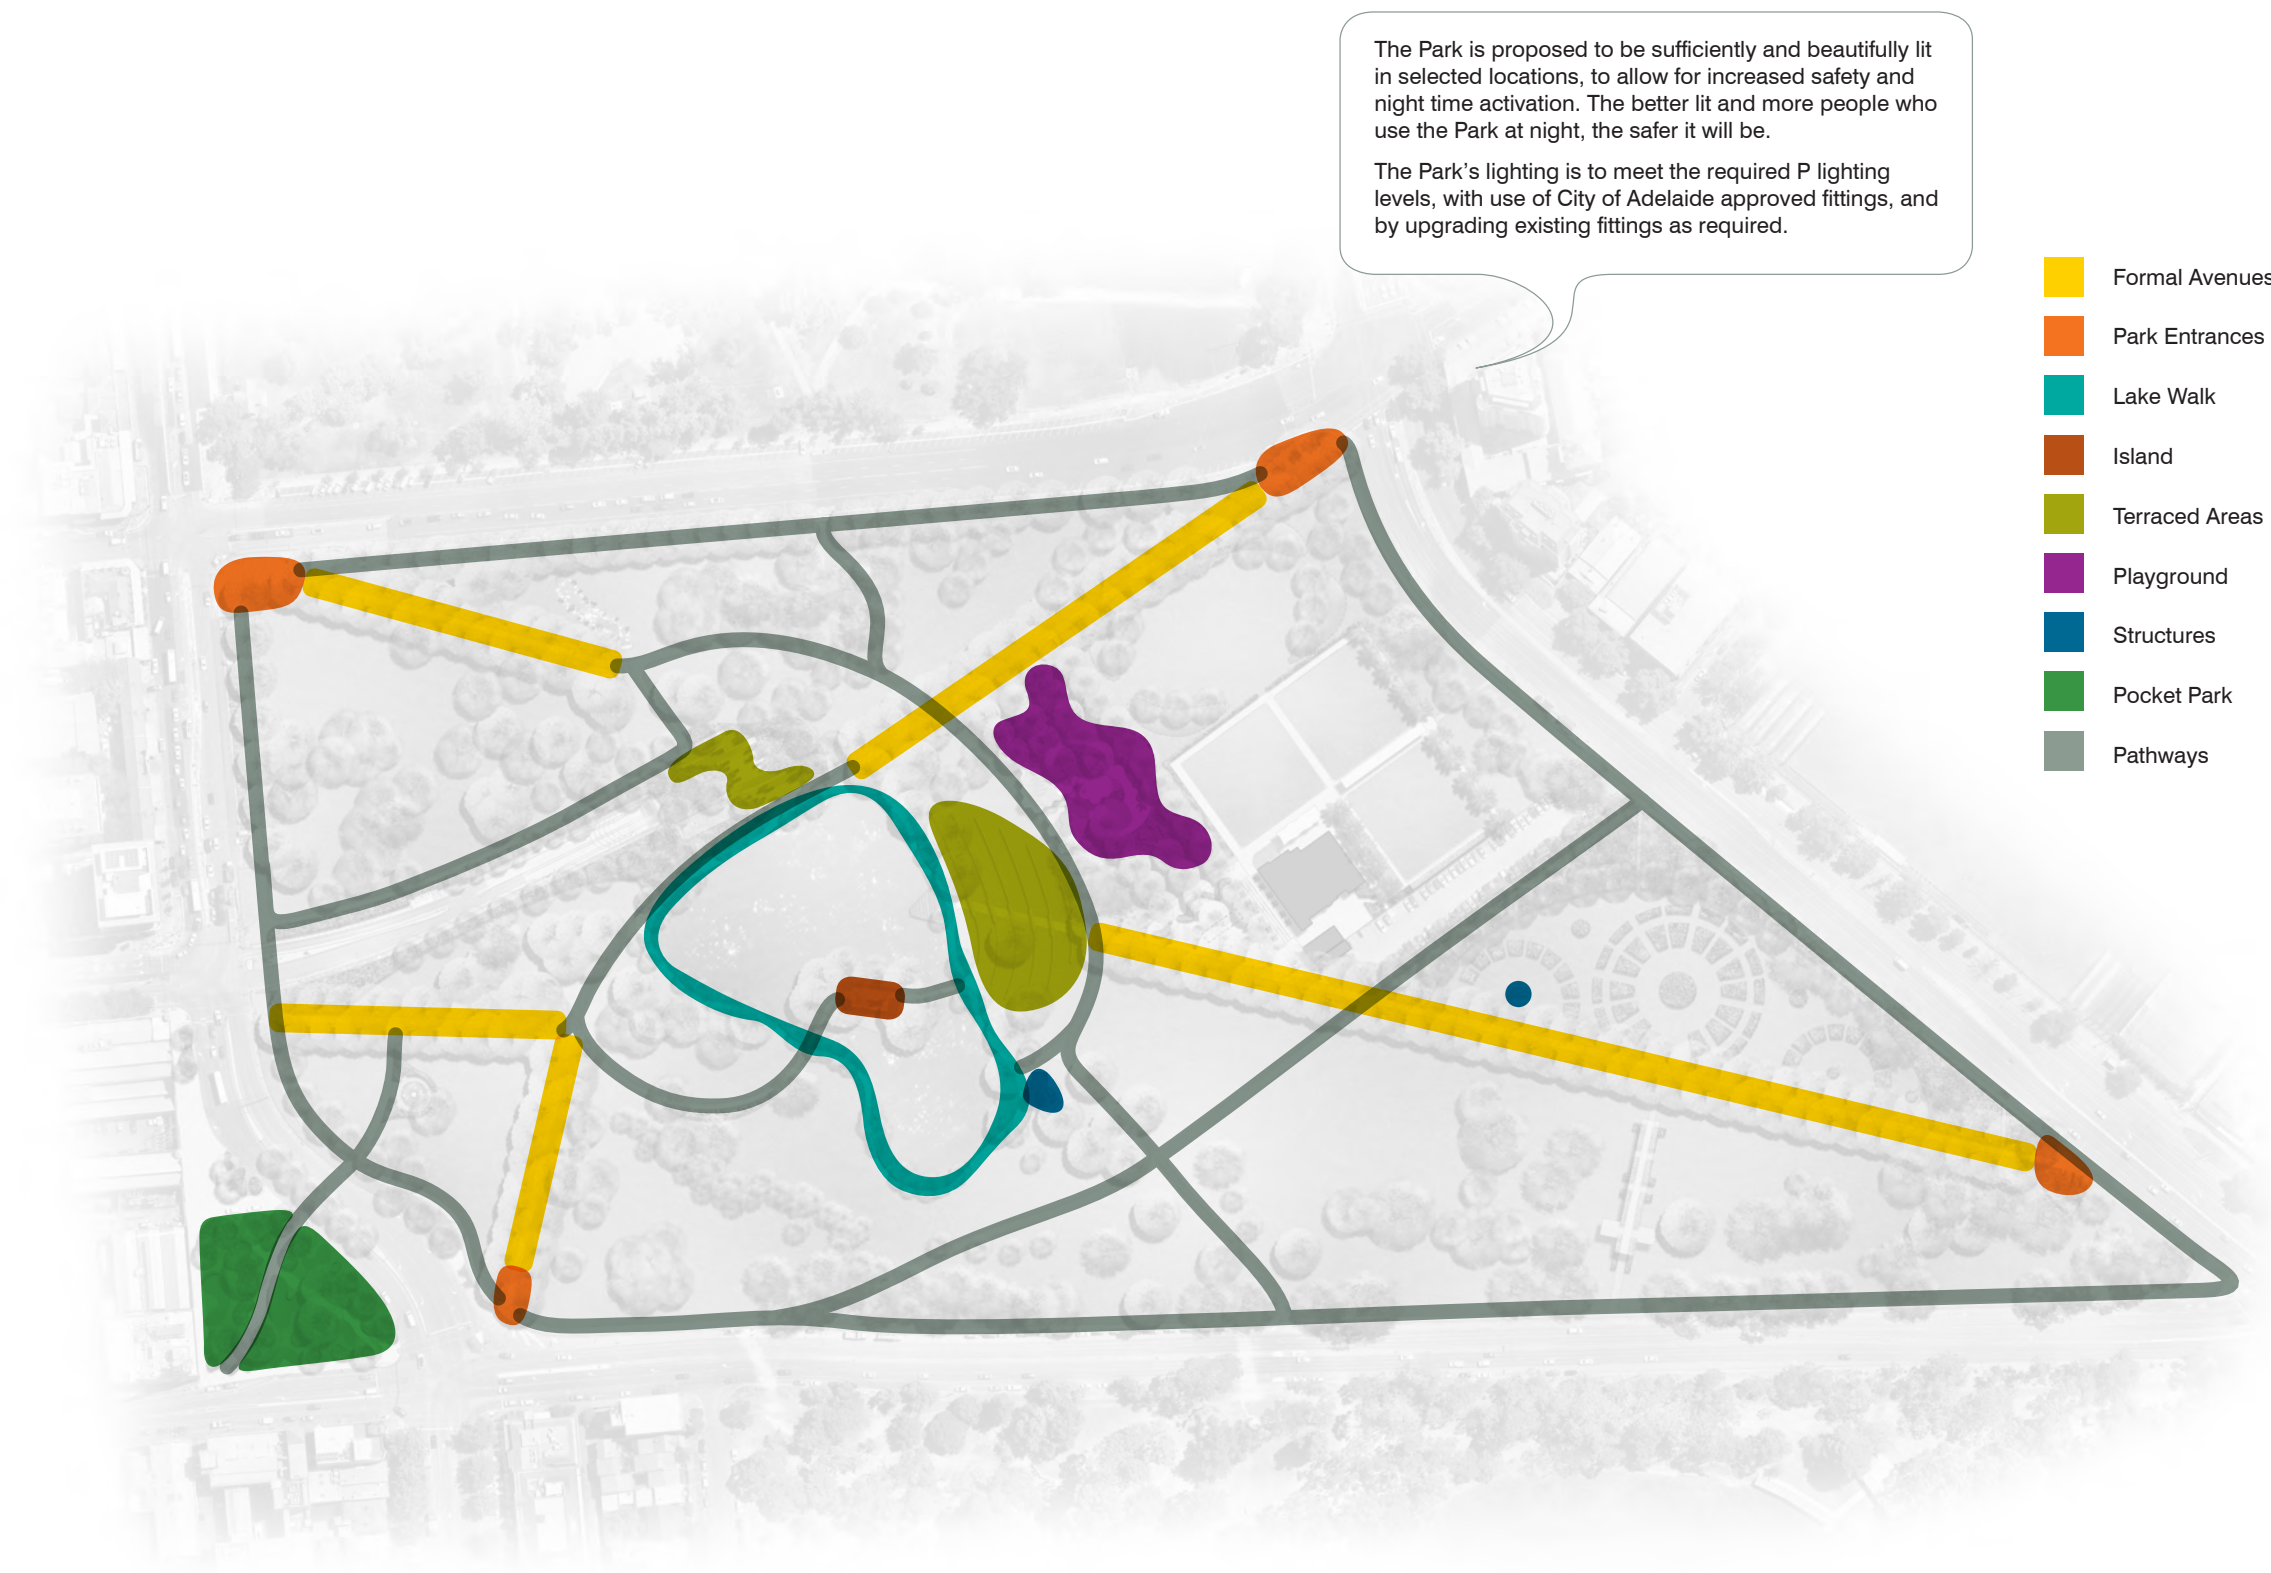 The Park is proposed to be sufficiently and beautifully lit
in selected locations, to allow for increased safety and
night time activation. The better lit and more people who
use the Park at night, the safer it will be.
The Park’s lighting is to meet the required P lighting
levels, with use of City of Adelaide approved fittings, and
by upgrading existing fittings as required.
Formal Avenues
Park Entrances
Lake Walk
Island
Terraced Areas
Playground
Structures
Pocket Park
Pathways